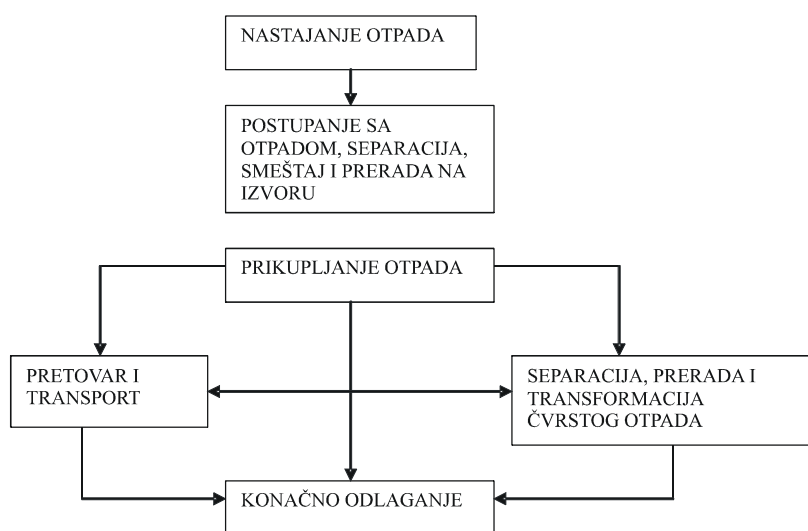 NASTAJANJE OTPADA
POSTUPANJE SA
OTPADOM, SEPARACIJA,
SMEŠTAJ I PRERADA NA
IZVORU
PRIKUPLJANJE OTPADA
PRETOVAR I
TRANSPORT
SEPARACIJA, PRERADA I
TRANSFORMACIJA
ČVRSTOG OTPADA
KONAČNO ODLAGANJE